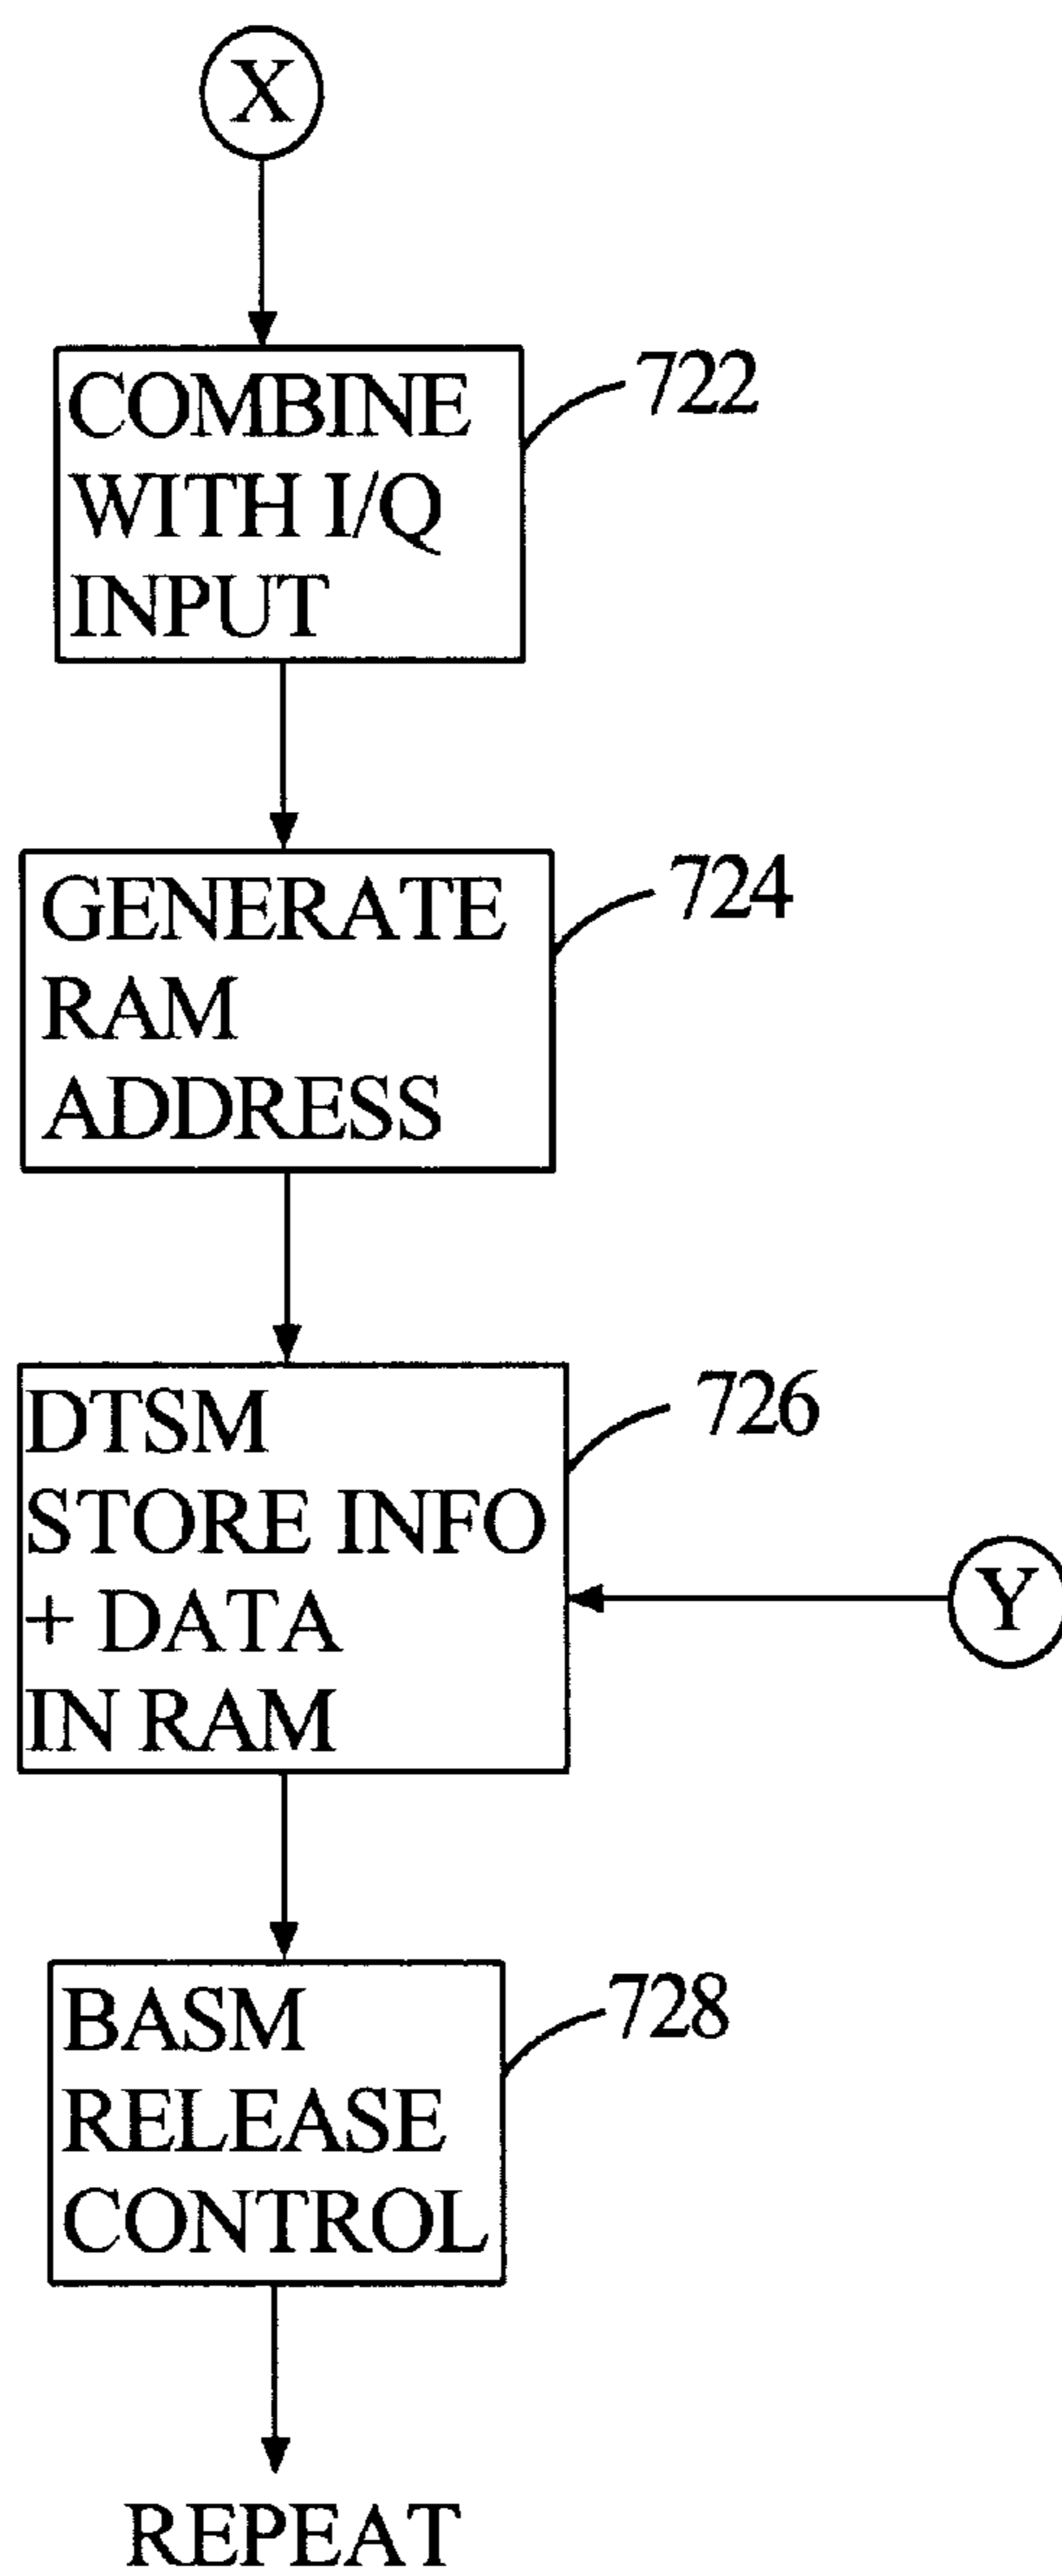 X
COMBINE
WITH I/Q
INPUT
722
GENERATE
RAM
ADDRESS
724
DTSM
STORE INFO
+ DATA
IN RAM
726
Y
BASM
RELEASE
CONTROL
728
REPEAT